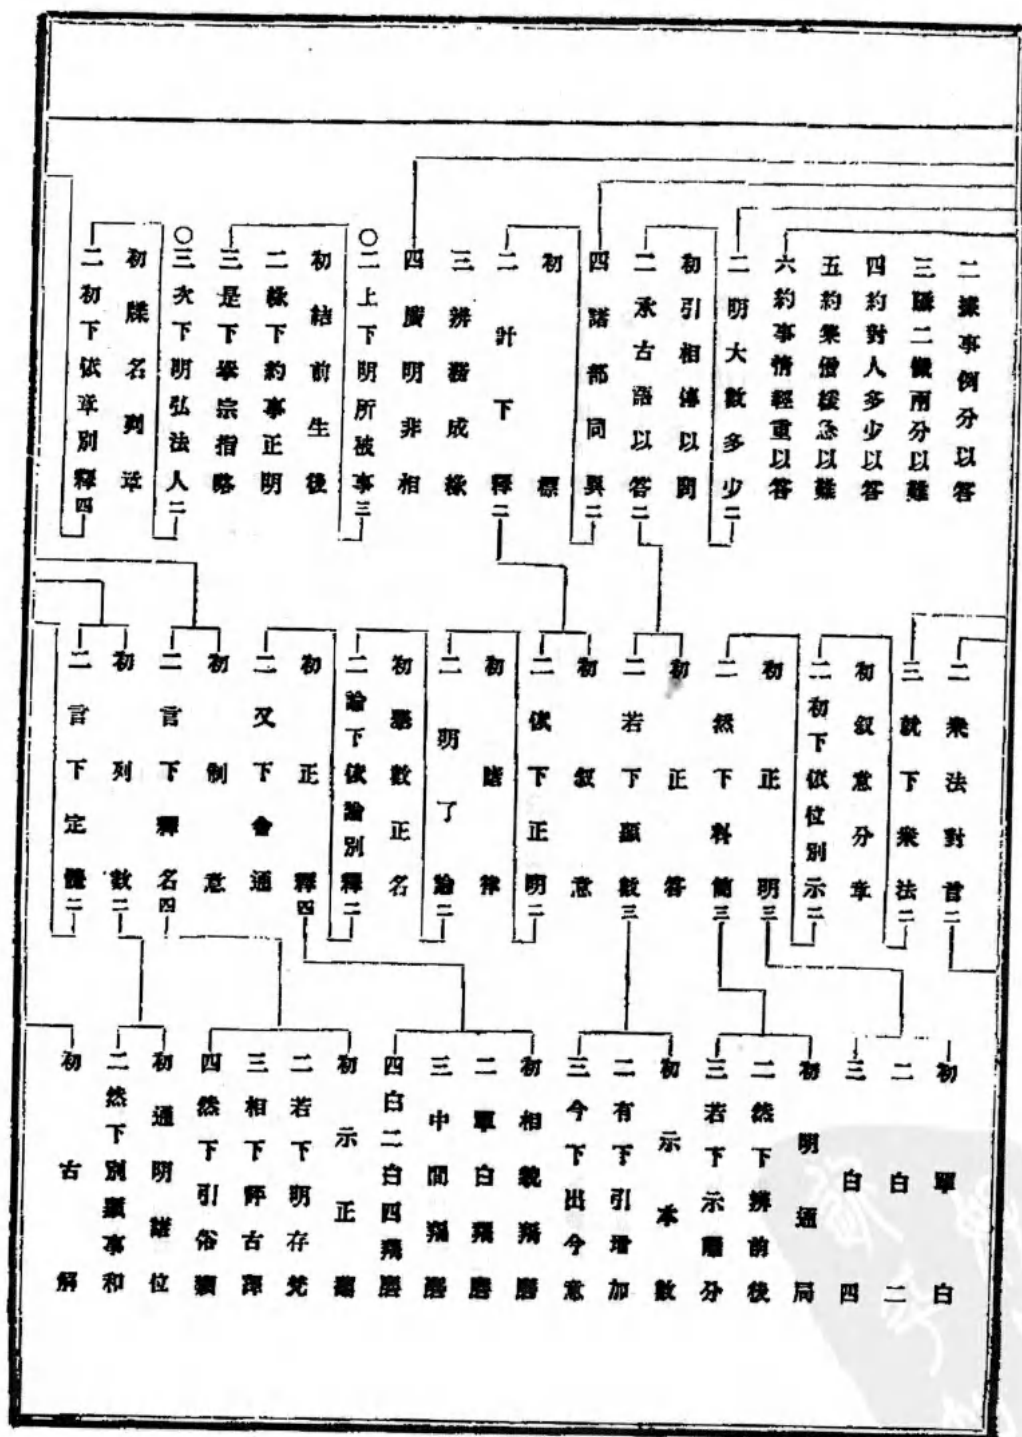 二據事例分以答
三 二儀兩分以難
四約對人多少以答
五約衆僧緩急以難
六約事情輕重以答
二明大數多少二
初引相傳以問
二承古語以答二
四諸部同異二
初標
二計下釋二
三辨務成緣
四廣明非相
〇二上下明所被事三
初結前生後
二緣下約事正明
三是下擧宗指略
〇三次下明弘法人二
初牒名列章
二初下依章別釋四
二衆法對首二
三就下衆法二
初叙意分章
二初下依位別示二
初正明三
二然下料簡三
初正答
二若下顯數三
初叙意
二依下正明二
初 律
二明了論二
初 數正名
二論下依論別釋二
初正釋四
二又下會通
初制意
二言下釋名四
初列數二
二言下定 二
初單白
二白二
三白四
初明通局
二然下辨前後
三若下示離分
初示本數
二有下引增加
三今下出今意
初相貌羯磨
二單白羯磨
三中間羯磨
四白二白四羯磨
初示正翻
二若下明存梵
三相下評古譯
四然下引俗類
初通明諸位
二然下別顯事和
初古解